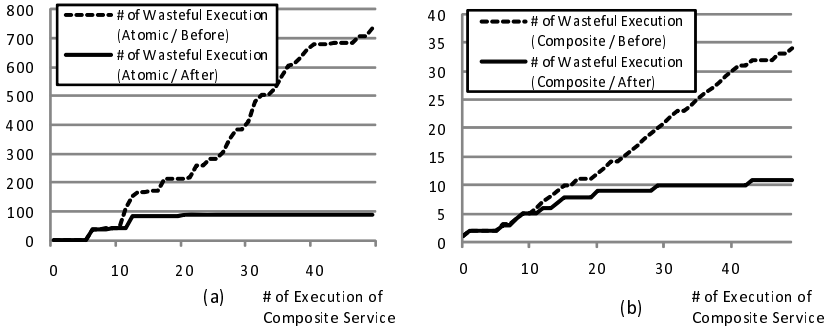 800
700
600
500
400
300
200
100
0
0 10 20 30 40
# of Wasteful Execution
(Atomic / Before)
# of Wasteful Execution
(Atomic / After)
(a)
# of Execution of
Composite Service
40
35
30
25
20
15
10
5
0
0 10 20 30 40
# of Wasteful Execution
(Composite / Before)
# of Wasteful Execution
(Composite / After)
(b)
# of Execution of
Composite Service